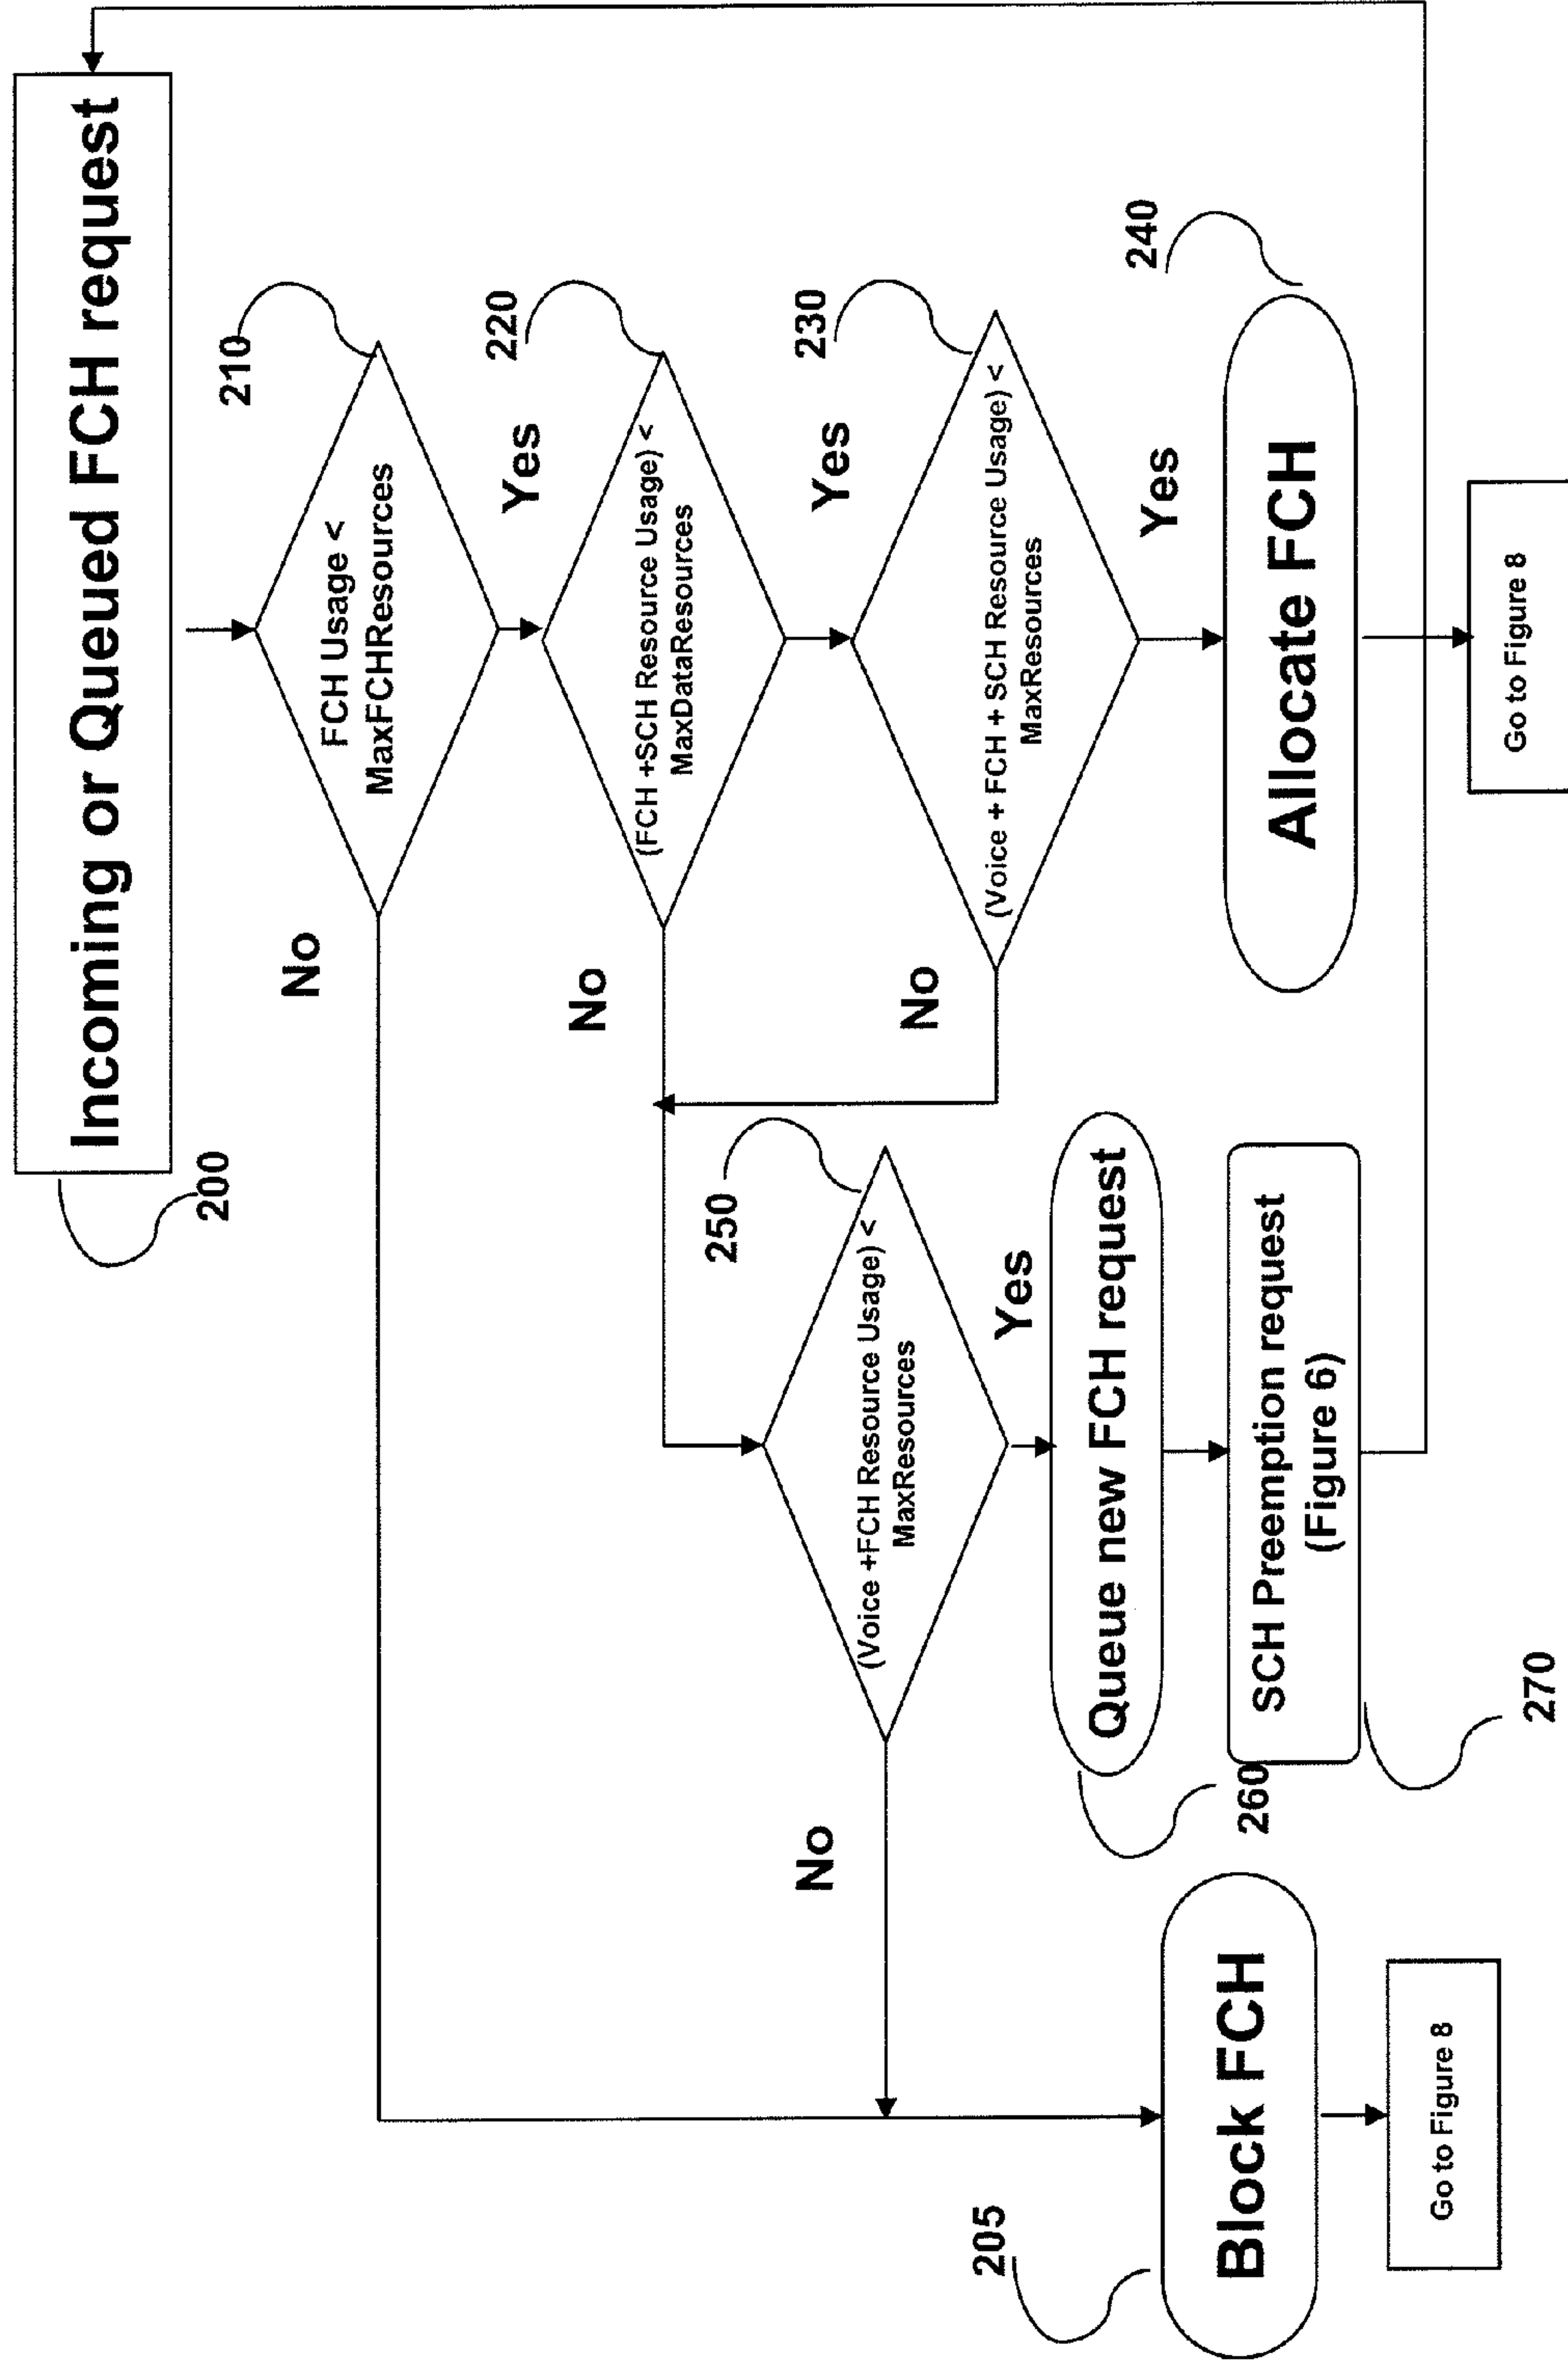 Incoming or Queued FCH request
200
210
FCH Usage <
MaxFCHResources
No
Yes
220
(FCH +SCH Resource Usage) <
MaxDataResources
No
Yes
230
(Voice + FCH + SCH Resource Usage) <
MaxResources
No
Yes
240
Allocate FCH
Go to Figure 8
250
(Voice +FCH Resource Usage) <
MaxResources
No
Yes
Queue new FCH request
260
SCH Preemption request
(Figure 6)
270
205
Block FCH
Go to Figure 8